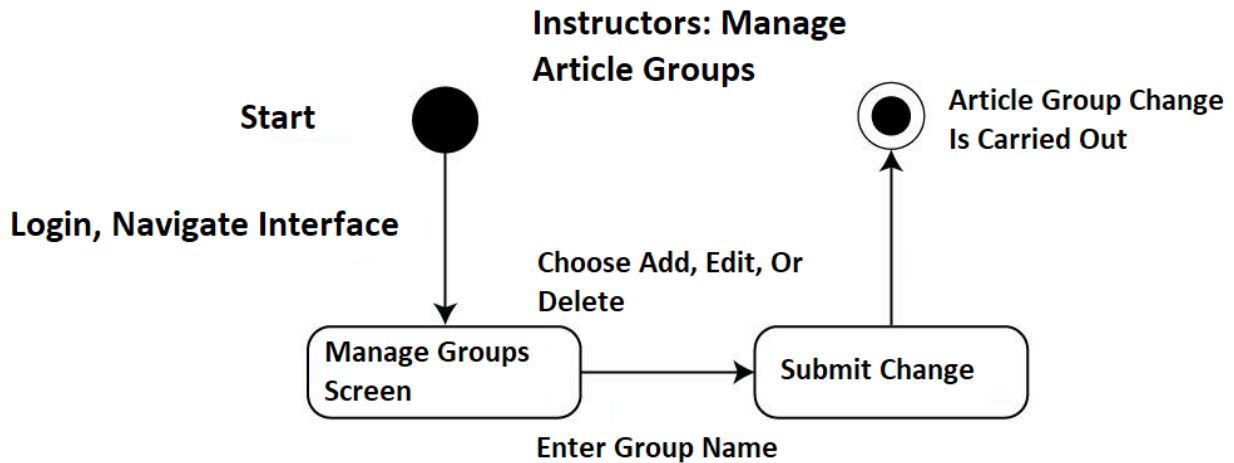 Instructors: Manage
Article Groups
Start
Article Group Change
Is Carried Out
Login, Navigate Interface
Choose Add, Edit, Or
Delete
Manage Groups
Screen
Submit Change
Enter Group Name